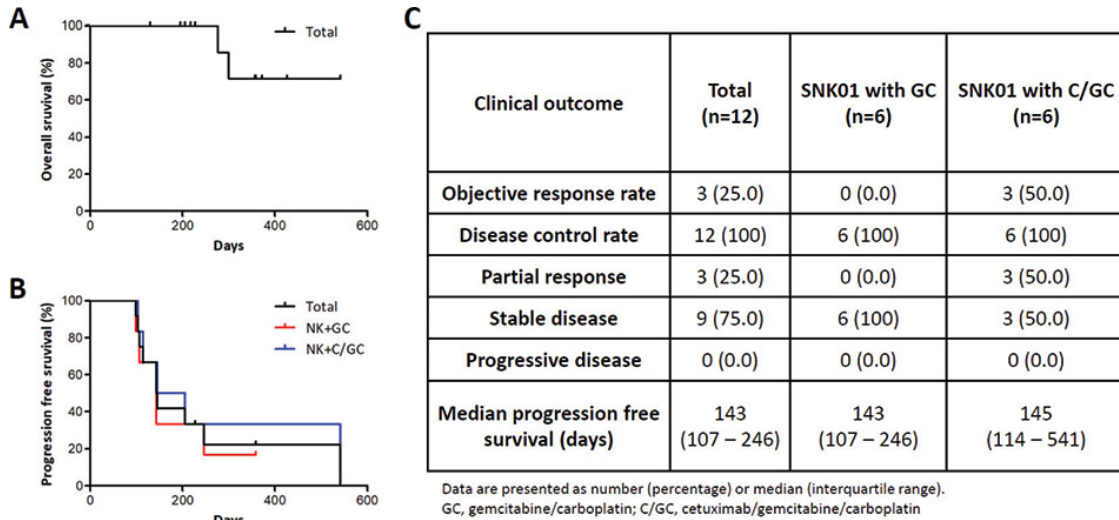 A
100
80
60
40
20
0
Overall sruvival (%)
Total
0 200 400 600
Days
B
100
80
60
40
20
0
Progression free sruvival (%)
Total
NK+GC
NK+C/GC
0 200 400 600
Days
C
Clinical outcome Total (n=12) SNK01 with GC (n=6) SNK01 with C/GC (n=6)
Objective response rate 3 (25.0) 0 (0.0) 3 (50.0)
Disease control rate 12 (100) 6 (100) 6 (100)
Partial response 3 (25.0) 0 (0.0) 3 (50.0)
Stable disease 9 (75.0) 6 (100) 3 (50.0)
Progressive disease 0 (0.0) 0 (0.0) 0 (0.0)
Median progression free survival (days) 143 (107 – 246) 143 (107 – 246) 145 (114 – 541)
Data are presented as number (percentage) or median (interquartile range).
GC, gemcitabine/carboplatin; C/GC, cetuximab/gemcitabine/carboplatin